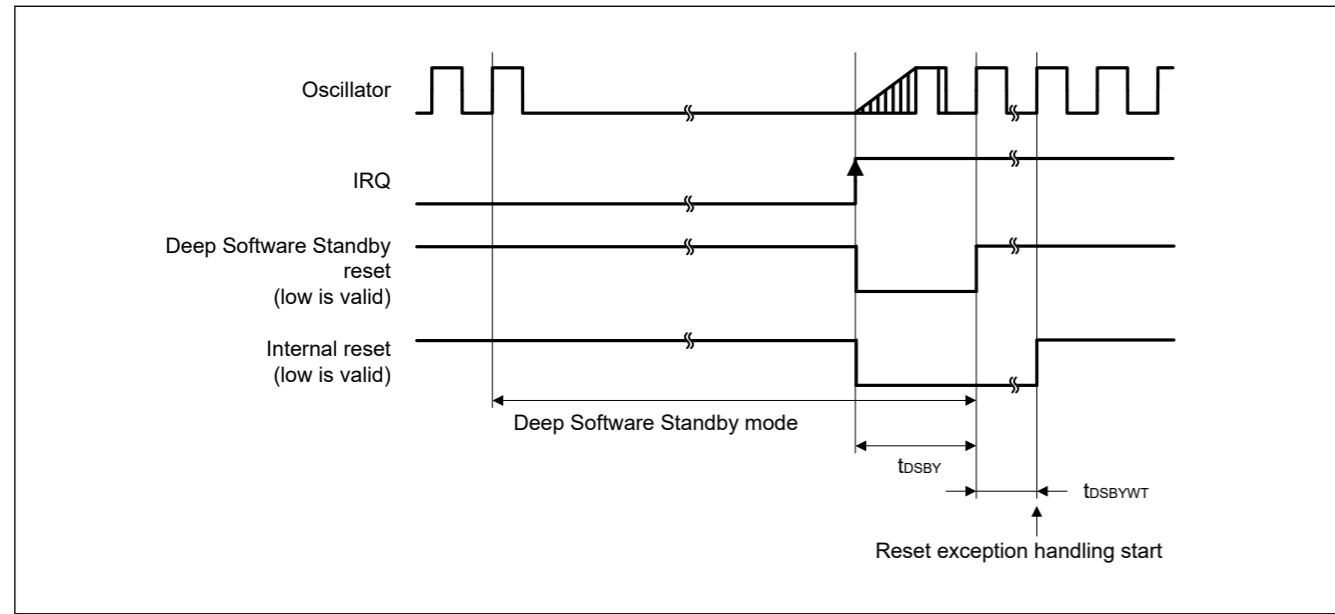 Oscillator
IRQ
Deep Software Standby
reset
(low is valid)
Internal reset
(low is valid)
Deep Software Standby mode
tDSBY
tDSBYWT
Reset exception handling start